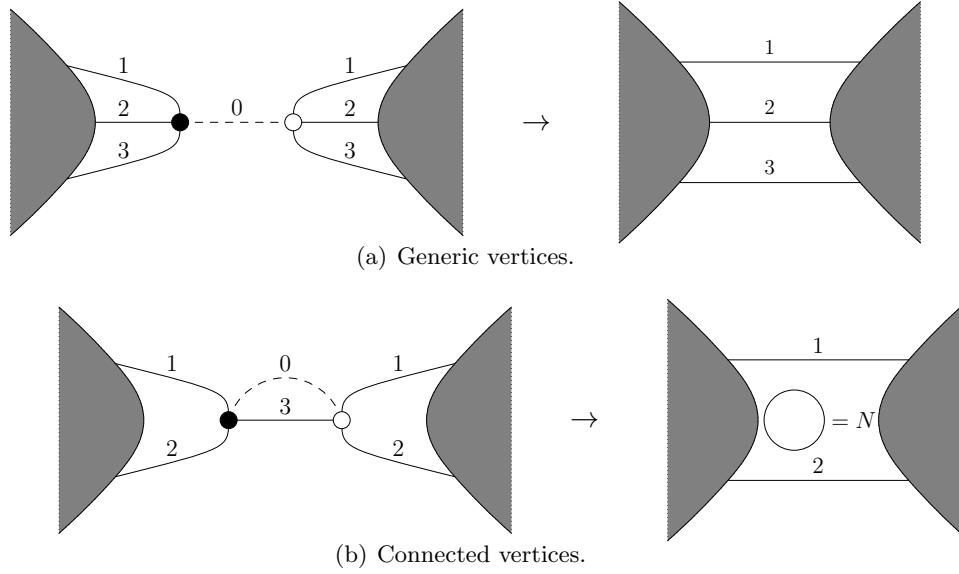 1 1 1
2 0 2 → 2
3 3 3
(a) Generic vertices.
1 0 1 1
3 → = N
2 2 2
(b) Connected vertices.